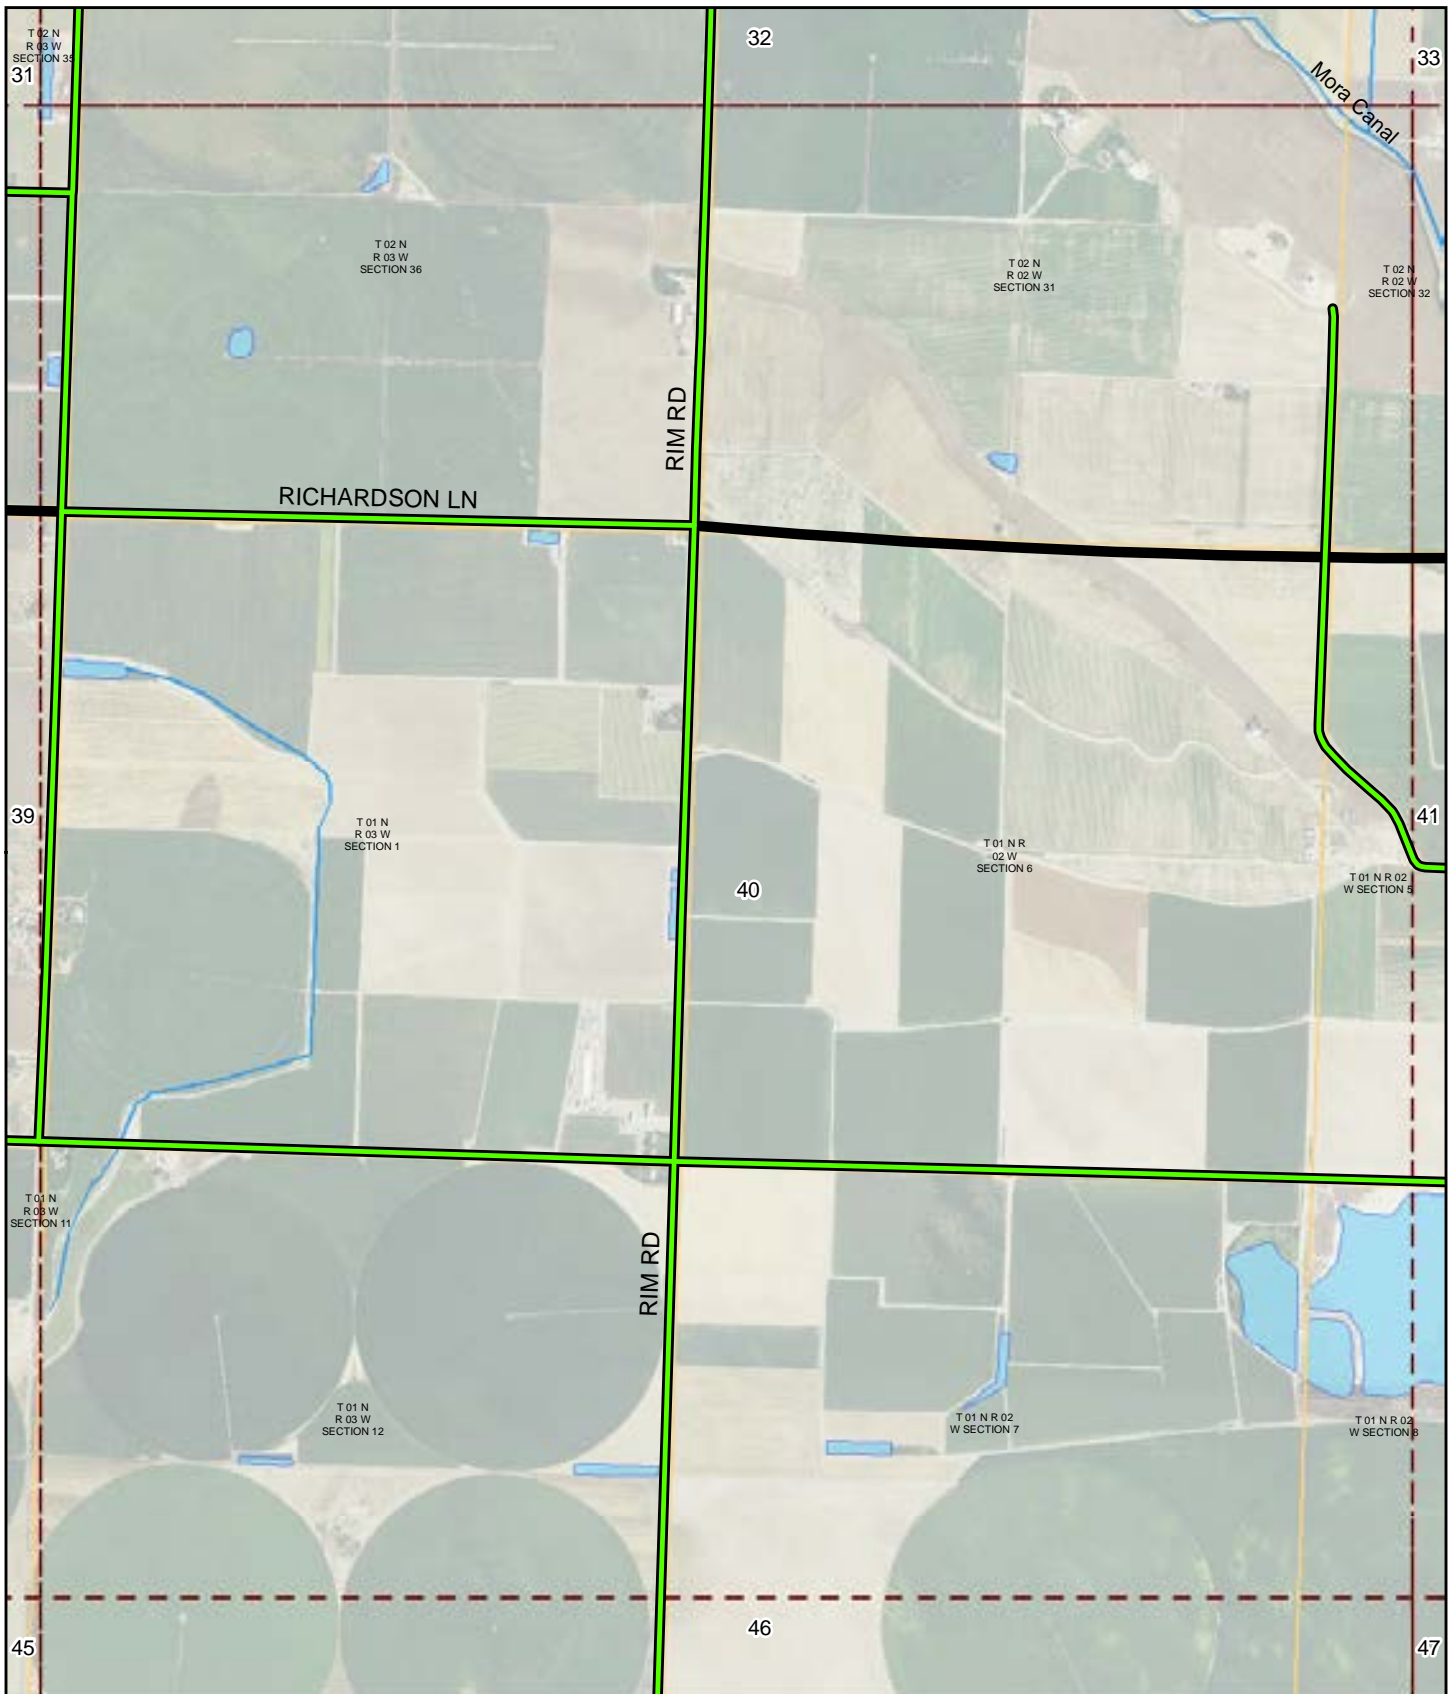 32
T 02 N
R 03 W
SECTION 35
31
33
Mora Canal
T 02 N
R 03 W
SECTION 36
T 02 N
R 02 W
SECTION 31
T 02 N
R 02 W
SECTION 32
RIM RD
RICHARDSON LN
39
T 01 N
R 03 W
SECTION 1
40
T 01 N R
02 W
SECTION 6
41
T 01 N R 02
W SECTION 5
T 01 N
R 03 W
SECTION 11
RIM RD
T 01 N
R 03 W
SECTION 12
T 01 N R 02
W SECTION 7
T 01 N R 02
W SECTION 8
45
46
47